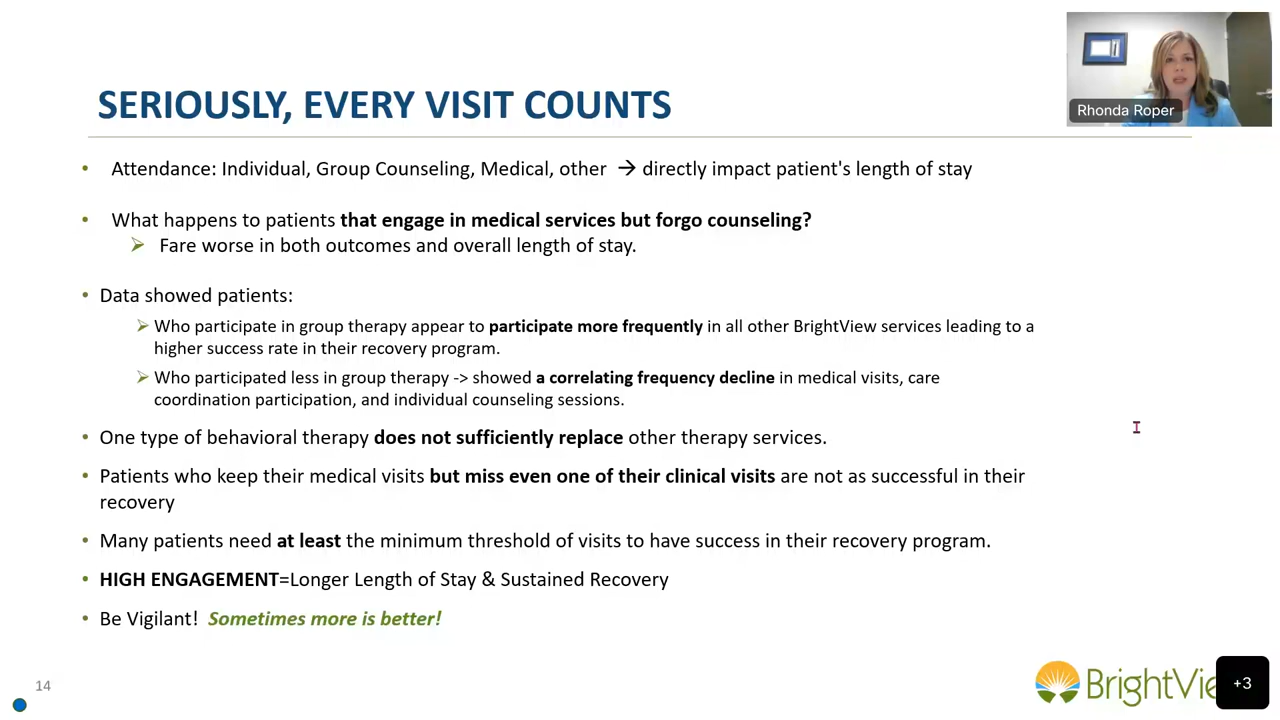 Rhonda Roper
SERIOUSLY, EVERY VISIT COUNTS
• Attendance: Individual, Group Counseling, Medical, other → directly impact patient's length of stay
• What happens to patients that engage in medical services but forgo counseling?
➢ Fare worse in both outcomes and overall length of stay.
• Data showed patients:
➢ Who participate in group therapy appear to participate more frequently in all other BrightView services leading to a
higher success rate in their recovery program.
➢ Who participated less in group therapy -> showed a correlating frequency decline in medical visits, care
coordination participation, and individual counseling sessions.
• One type of behavioral therapy does not sufficiently replace other therapy services.
• Patients who keep their medical visits but miss even one of their clinical visits are not as successful in their
recovery
• Many patients need at least the minimum threshold of visits to have success in their recovery program.
• HIGH ENGAGEMENT=Longer Length of Stay & Sustained Recovery
• Be Vigilant! Sometimes more is better!
14
BrightVie
+3